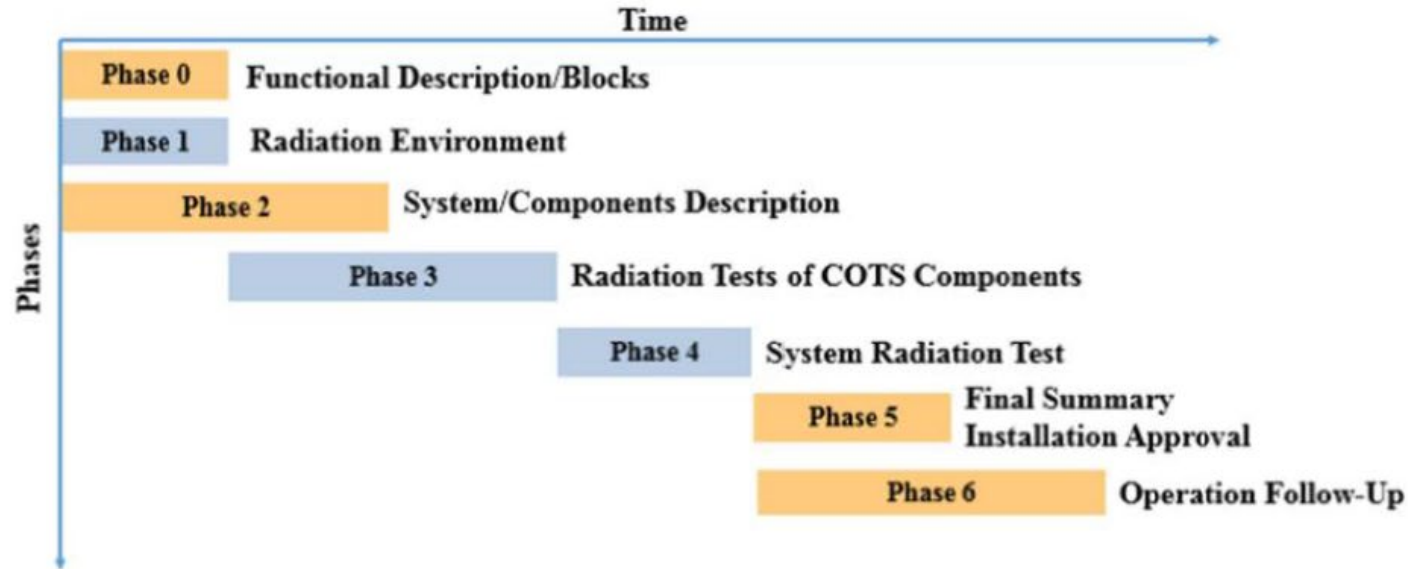 Time
Phase 0
Functional Description/Blocks
Phase 1
Radiation Environment
Phase 2
System/Components Description
Phases
Phase 3
Radiation Tests of COTS Components
Phase 4
System Radiation Test
Phase 5
Final Summary
Installation Approval
Phase 6
Operation Follow-Up